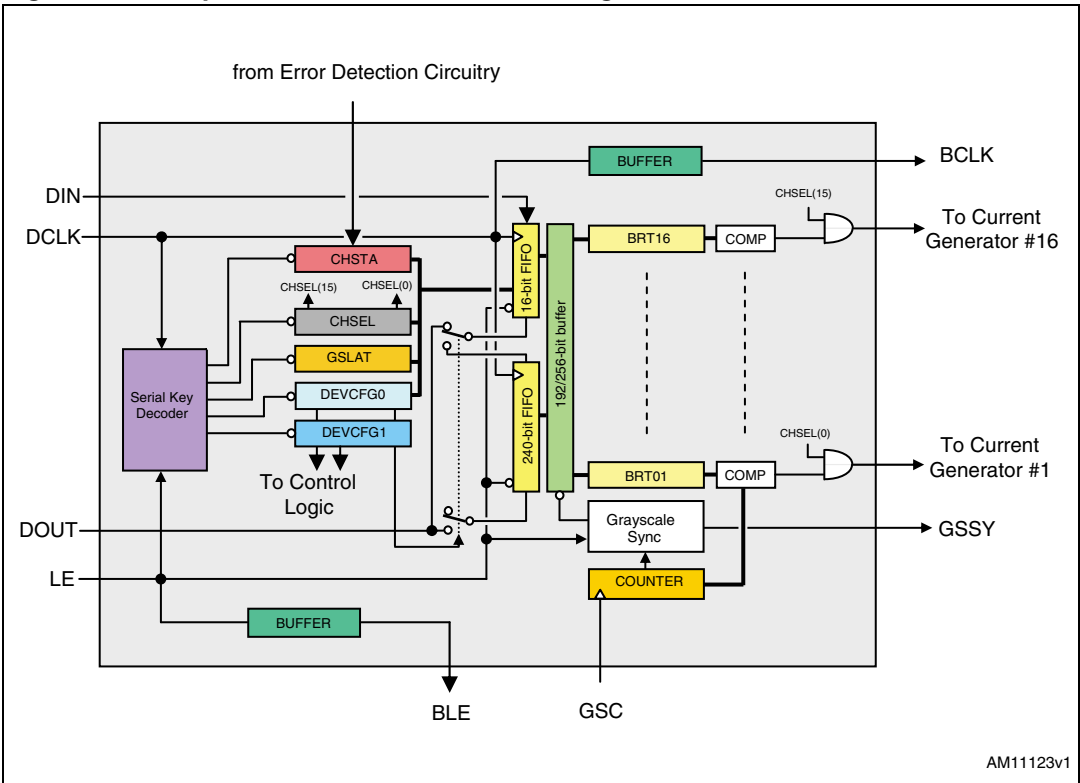 from Error Detection Circuitry
BUFFER
BCLK
DIN
CHSEL(15)
To Current
Generator #16
DCLK
16-bit FIFO
192/256-bit buffer
BRT16
COMP
CHSTA
CHSEL(15)
CHSEL(0)
CHSEL
GSLAT
Serial Key
Decoder
DEVCFG0
240-bit FIFO
DEVCFG1
CHSEL(0)
To Current
Generator #1
BRT01
COMP
To Control
Logic
DOUT
Grayscale
Sync
GSSY
LE
COUNTER
BUFFER
BLE
GSC
AM11123v1